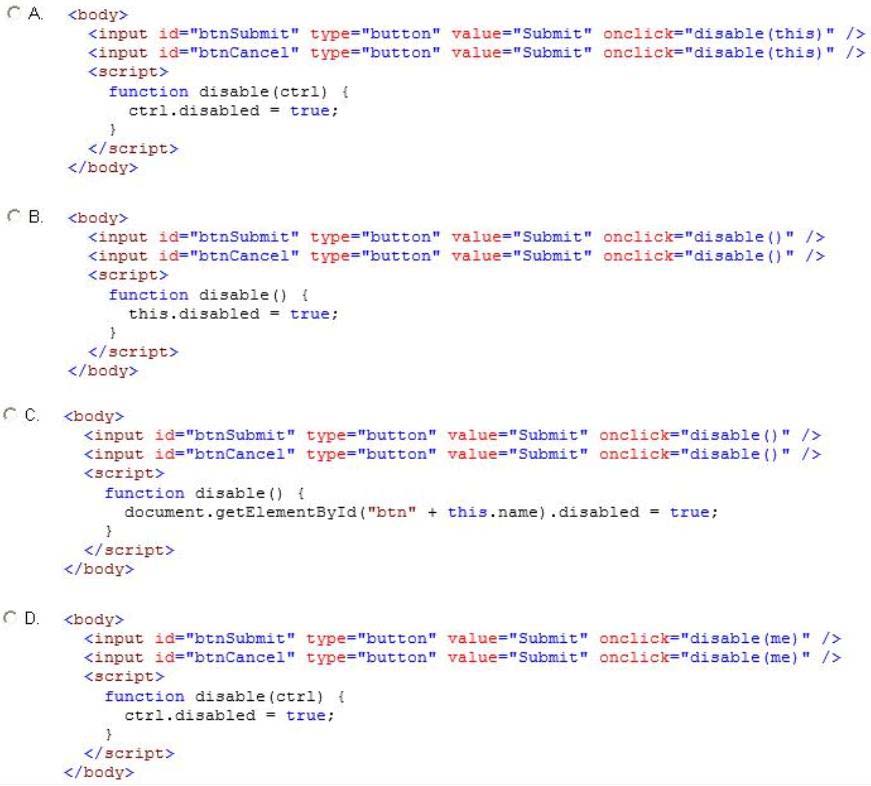 A. <body>
<input id="btnSubmit" type="button" value="Submit" onclick="disable(this)" />
<input id="btnCancel" type="button" value="Submit" onclick="disable(this)" />
<script>
function disable(ctrl) {
ctrl.disabled = true;
}
</script>
</body>
B. <body>
<input id="btnSubmit" type="button" value="Submit" onclick="disable()" />
<input id="btnCancel" type="button" value="Submit" onclick="disable()" />
<script>
function disable() {
this.disabled = true;
}
</script>
</body>
C. <body>
<input id="btnSubmit" type="button" value="Submit" onclick="disable()" />
<input id="btnCancel" type="button" value="Submit" onclick="disable()" />
<script>
function disable() {
document.getElementById("btn" + this.name).disabled = true;
}
</script>
</body>
D. <body>
<input id="btnSubmit" type="button" value="Submit" onclick="disable(me)" />
<input id="btnCancel" type="button" value="Submit" onclick="disable(me)" />
<script>
function disable(ctrl) {
ctrl.disabled = true;
}
</script>
</body>